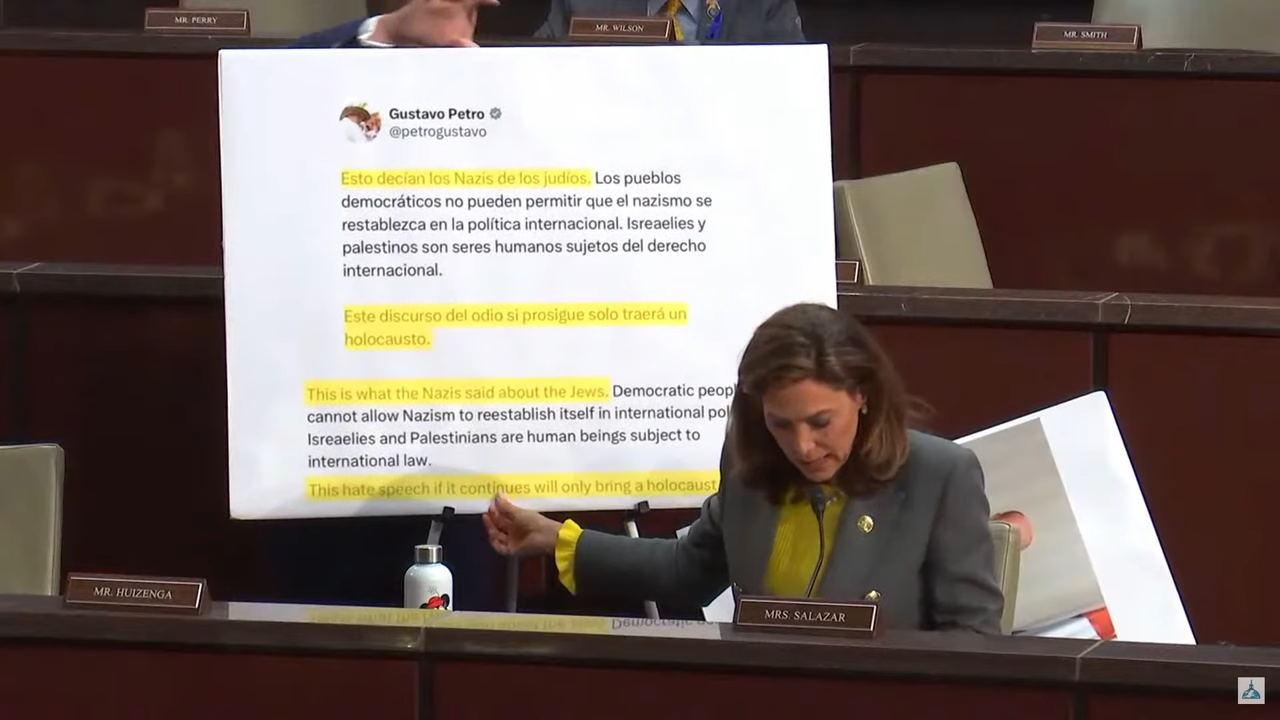 MR. PERRY
MR. WILSON
MR. SMITH
Gustavo Petro
@petrogustavo
Esto decían los Nazis de los judíos. Los pueblos
democráticos no pueden permitir que el nazismo se
restablezca en la política internacional. Isreaelies y
palestinos son seres humanos sujetos del derecho
internacional.
Este discurso del odio si prosigue solo traerá un
holocausto.
This is what the Nazis said about the Jews. Democratic peop
cannot allow Nazism to reestablish itself in international pol
Isreaelies and Palestinians are human beings subject to
international law.
This hate speech if it continues will only bring a holocaust
MR. HUIZENGA
MRS. SALAZAR